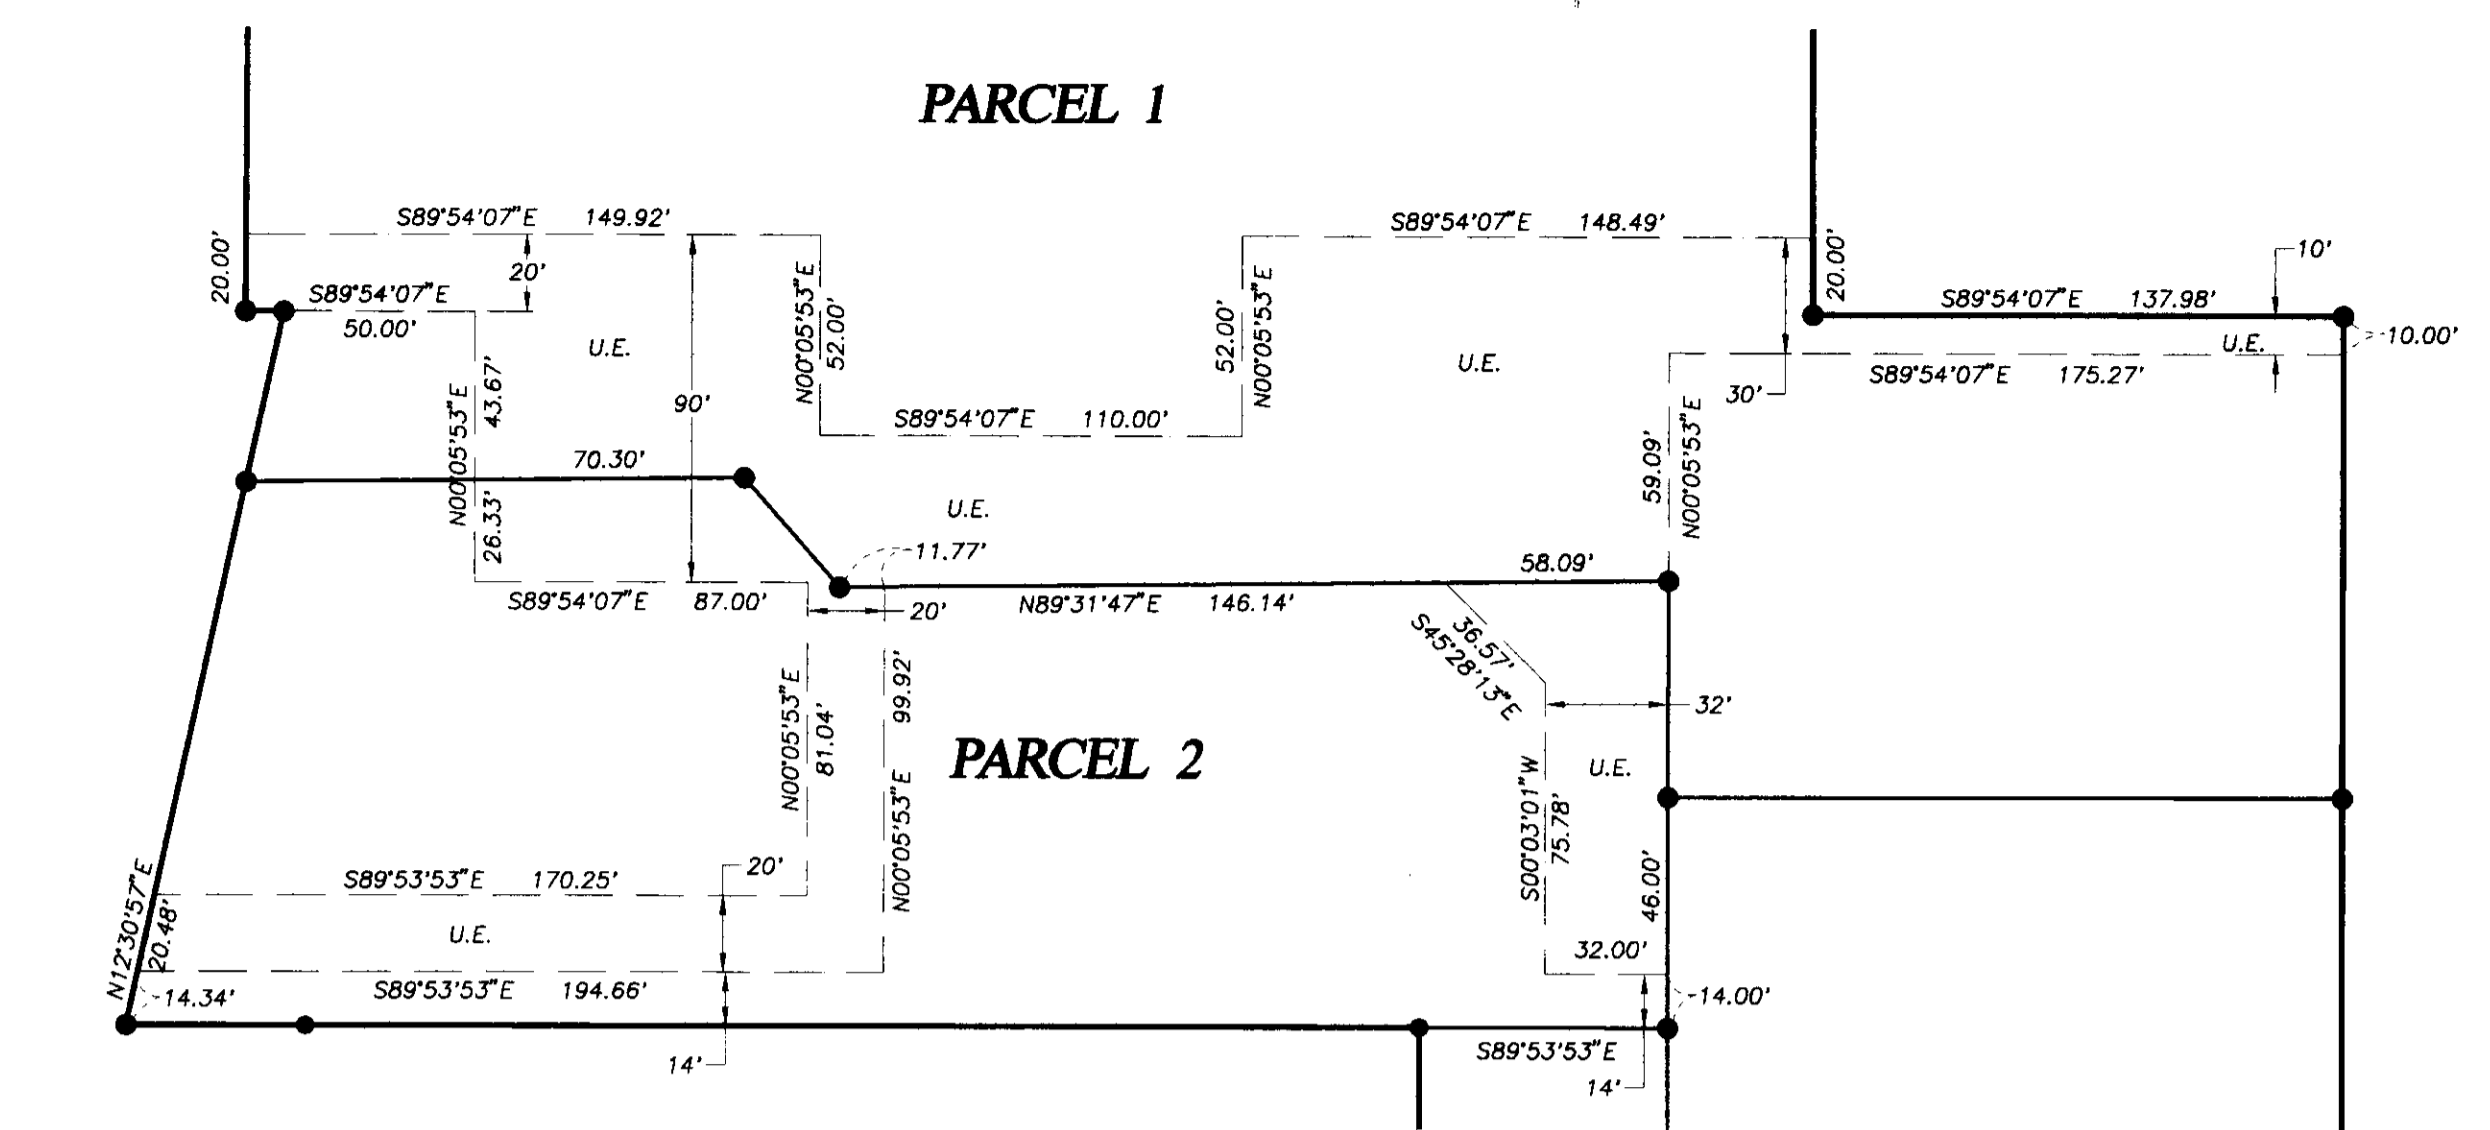 PARCEL 1
S89°54'07"E 149.92'
S89°54'07"E 148.49'
20.00'
20'
S89°54'07"E
50.00'
U.E.
90'
N00°05'53"E
52.00'
52.00'
N00°05'53"E
U.E.
30'
20.00'
10'
S89°54'07"E 137.98'
10.00'
U.E.
S89°54'07"E 175.27'
S89°54'07"E 110.00'
N00°05'53"E
43.67'
26.33'
70.30'
59.09'
N00°05'53"E
U.E.
11.77'
58.09'
S89°54'07"E 87.00'
20'
N89°31'47"E 146.14'
36.57'
S45°28'13"E
32'
N00°05'53"E
81.04'
N00°05'53"E 99.92'
PARCEL 2
U.E.
S00°03'01"W
75.78'
46.00'
N12°30'57"E
20.48'
S89°53'53"E 170.25'
20'
U.E.
32.00'
14.34'
S89°53'53"E 194.66'
14.00'
14'
S89°53'53"E
14'